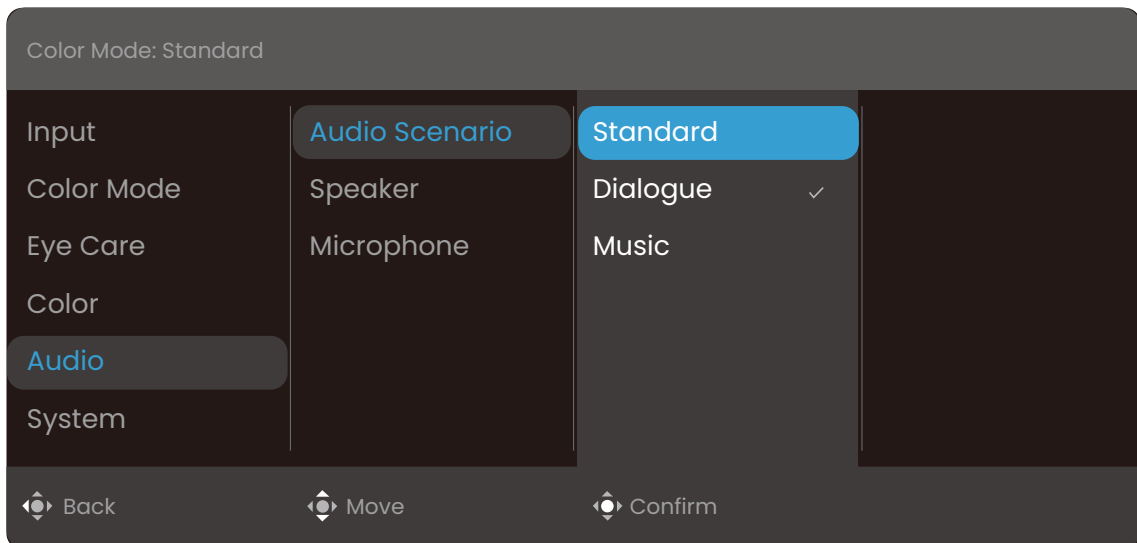 Color Mode: Standard
Input
Color Mode
Eye Care
Color
Audio
System
Audio Scenario
Speaker
Microphone
Standard
Dialogue
Music
Back
Move
Confirm